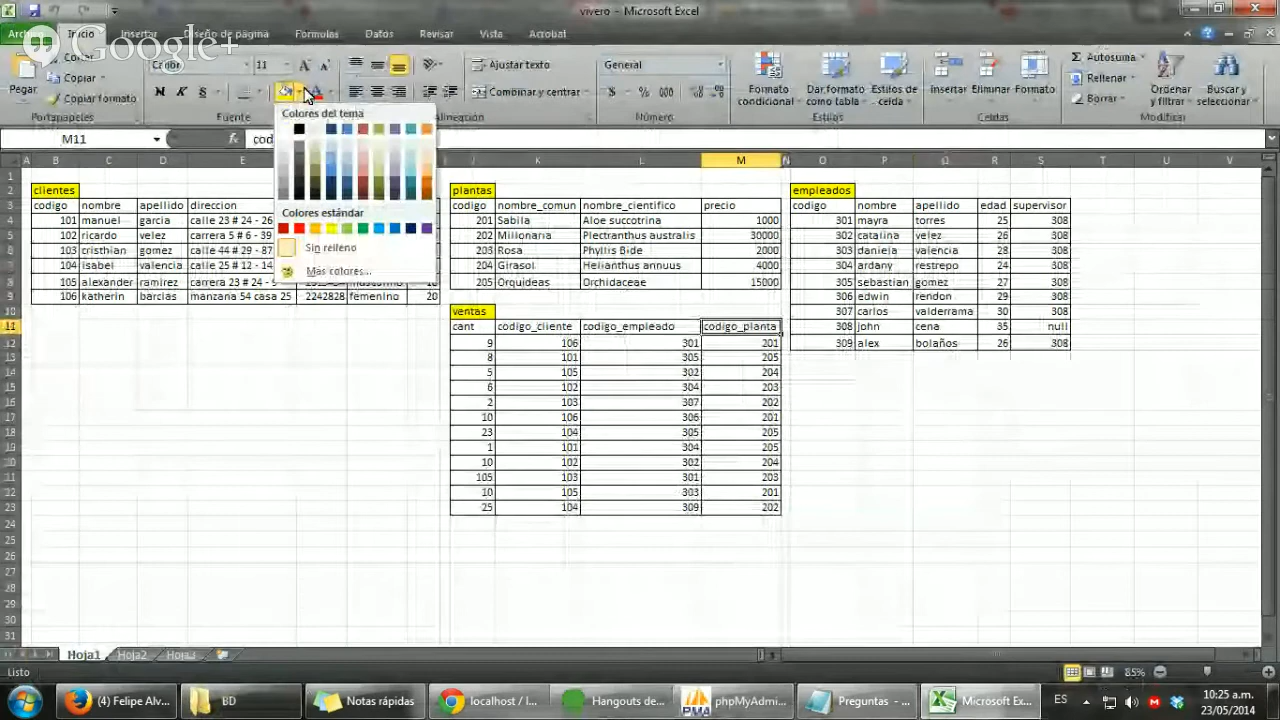 vivero - Microsoft Excel
Google+
Archivo Inicio Insertar Diseño de página Fórmulas Datos Revisar Vista Acrobat
Pegar
Cortar
Copiar
Copiar formato
Portapapeles
Calibri 11
N K S
Fuente
Ajustar texto
Combinar y centrar
General
% 000
Número
Formato condicional
Dar formato como tabla
Estilos de celda
Estilos
Insertar Eliminar Formato
Celdas
Autosuma
Rellenar
Borrar
Ordenar y filtrar
Buscar y seleccionar
Modificar
M11 fx cod
Colores del tema
Colores estándar
Sin relleno
Más colores...
A B C D E J K L M N O P Q R S T U V
clientes
codigo nombre apellido direccion
101 manuel garcia calle 23 # 24 - 26
102 ricardo velez carrera 5 # 6 - 39
103 cristhian gomez calle 44 # 29 - 87
104 isabel valencia calle 25 # 12 - 14
105 alexander ramirez carrera 23 # 24 - masculino
106 katherin barcias manzana 54 casa 25 2242828 femenino 20
plantas
codigo nombre_comun nombre_cientifico precio
201 Sabila Aloe succotrina 1000
202 Millonaria Plectranthus australis 30000
203 Rosa Phyllis Bide 2000
204 Girasol Helianthus annuus 4000
205 Orquideas Orchidaceae 15000
ventas
cant codigo_cliente codigo_empleado codigo_planta
9 106 301 201
8 101 305 205
5 105 302 204
6 102 304 203
2 103 307 202
10 106 306 201
23 104 305 205
1 101 304 205
10 102 302 204
105 103 301 203
10 105 303 201
25 104 309 202
empleados
codigo nombre apellido edad supervisor
301 mayra torres 25 308
302 catalina velez 26 308
303 daniela valencia 28 308
304 ardany restrepo 24 308
305 sebastian gomez 27 308
306 edwin rendon 29 308
307 carlos valderrama 30 308
308 john cena 35 null
309 alex bolaños 26 308
Hoja1 Hoja2 Hoja3
Listo 85%
(4) Felipe Alv... BD Notas rápidas localhost / l... Hangouts de... phpMyAdmi... Preguntas - ... Microsoft Exc... ES
10:25 a.m.
23/05/2014